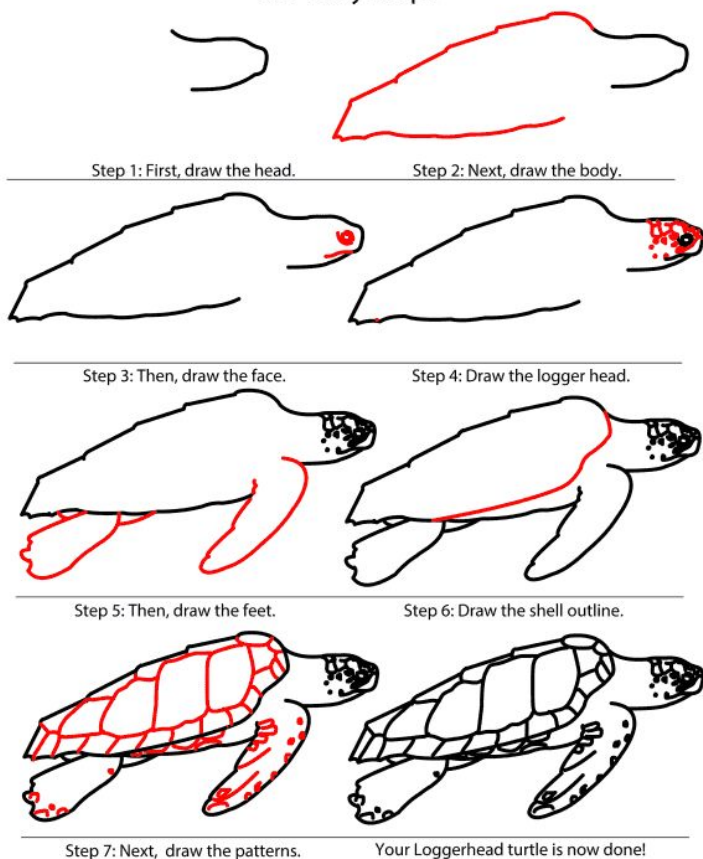 Step 1: First, draw the head.
Step 2: Next, draw the body.
Step 3: Then, draw the face.
Step 4: Draw the logger head.
Step 5: Then, draw the feet.
Step 6: Draw the shell outline.
Step 7: Next, draw the patterns.
Your Loggerhead turtle is now done!